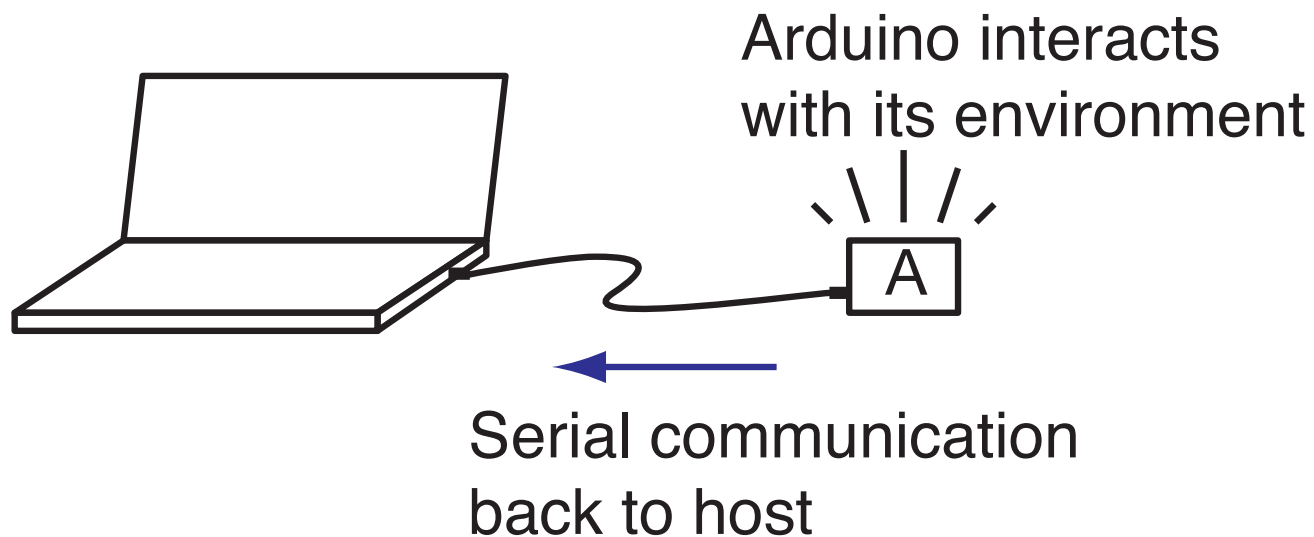 Arduino interacts
with its environment
A
Serial communication
back to host